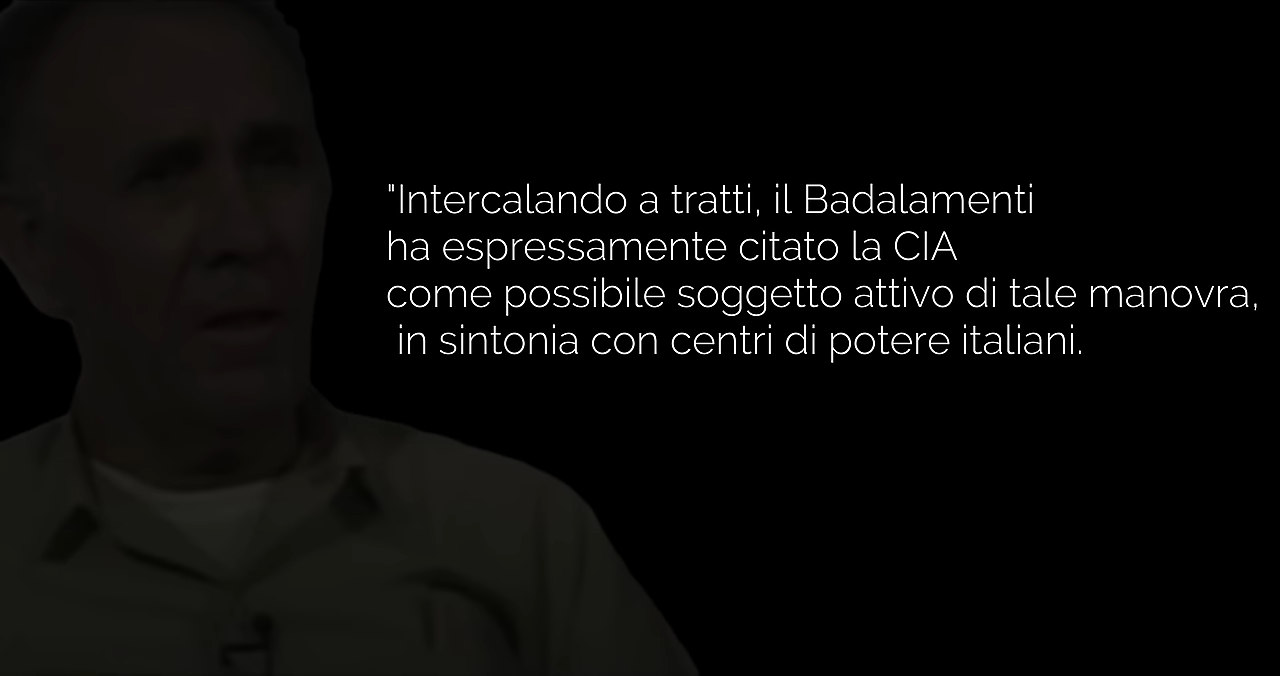 "Intercalando a tratti, il Badalamenti
ha espressamente citato la CIA
come possibile soggetto attivo di tale manovra,
in sintonia con centri di potere italiani.